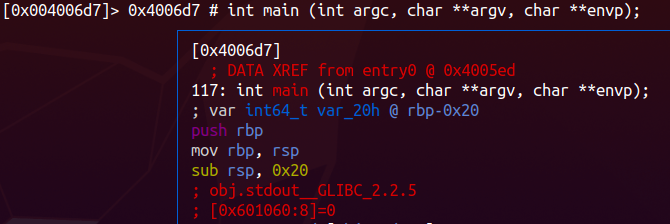 [0x004006d7]> 0x4006d7 # int main (int argc, char **argv, char **envp);
[0x4006d7]
; DATA XREF from entry0 @ 0x4005ed
117: int main (int argc, char **argv, char **envp);
; var int64_t var_20h @ rbp-0x20
push rbp
mov rbp, rsp
sub rsp, 0x20
; obj.stdout__GLIBC_2.2.5
; [0x601060:8]=0